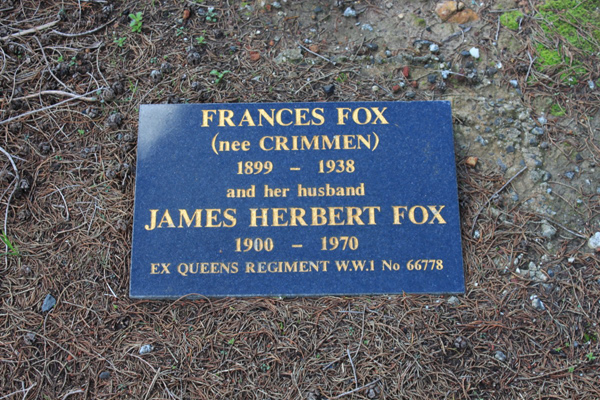 FRANCES FOX
(nee CRIMMEN)
1899 – 1938
and her husband
JAMES HERBERT FOX
1900 – 1970
EX QUEENS REGIMENT W.W.1 No 66778